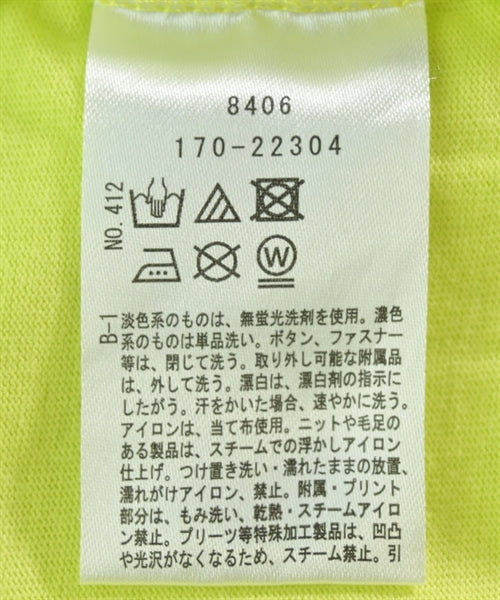 8406
170-22304
NO. 412
W
B-1
淡色系のものは、無蛍光洗剤を使用。濃色
系のものは単品洗い。ボタン、ファスナー
等は、閉じて洗う。取り外し可能な附属品
は、外して洗う。漂白は、漂白剤の指示に
したがう。汗をかいた場合、速やかに洗う。
アイロンは、当て布使用。ニットや毛足の
ある製品は、スチームでの浮かしアイロン
仕上げ。つけ置き洗い・濡れたままの放置、
濡れがけアイロン、禁止。附属・プリント
部分は、もみ洗い、乾熱・スチームアイロ
ン禁止。プリーツ等特殊加工製品は、凹凸
や光沢がなくなるため、スチーム禁止。引